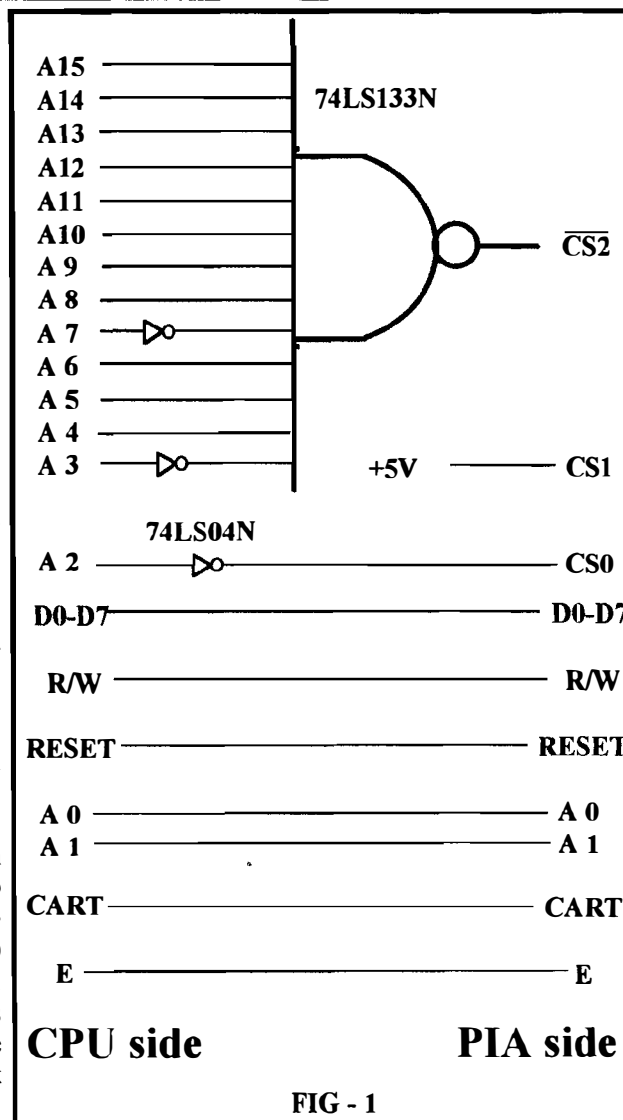 A15
A14
74LS133N
A13
A12
A11
A10
CS2
A 9
A 8
A 7
A 6
A 5
A 4
A 3
+5V
CS1
74LS04N
A 2
CS0
D0-D7
D0-D7
R/W
R/W
RESET
RESET
A 0
A 0
A 1
A 1
CART
CART
E
E
CPU side
PIA side
FIG - 1